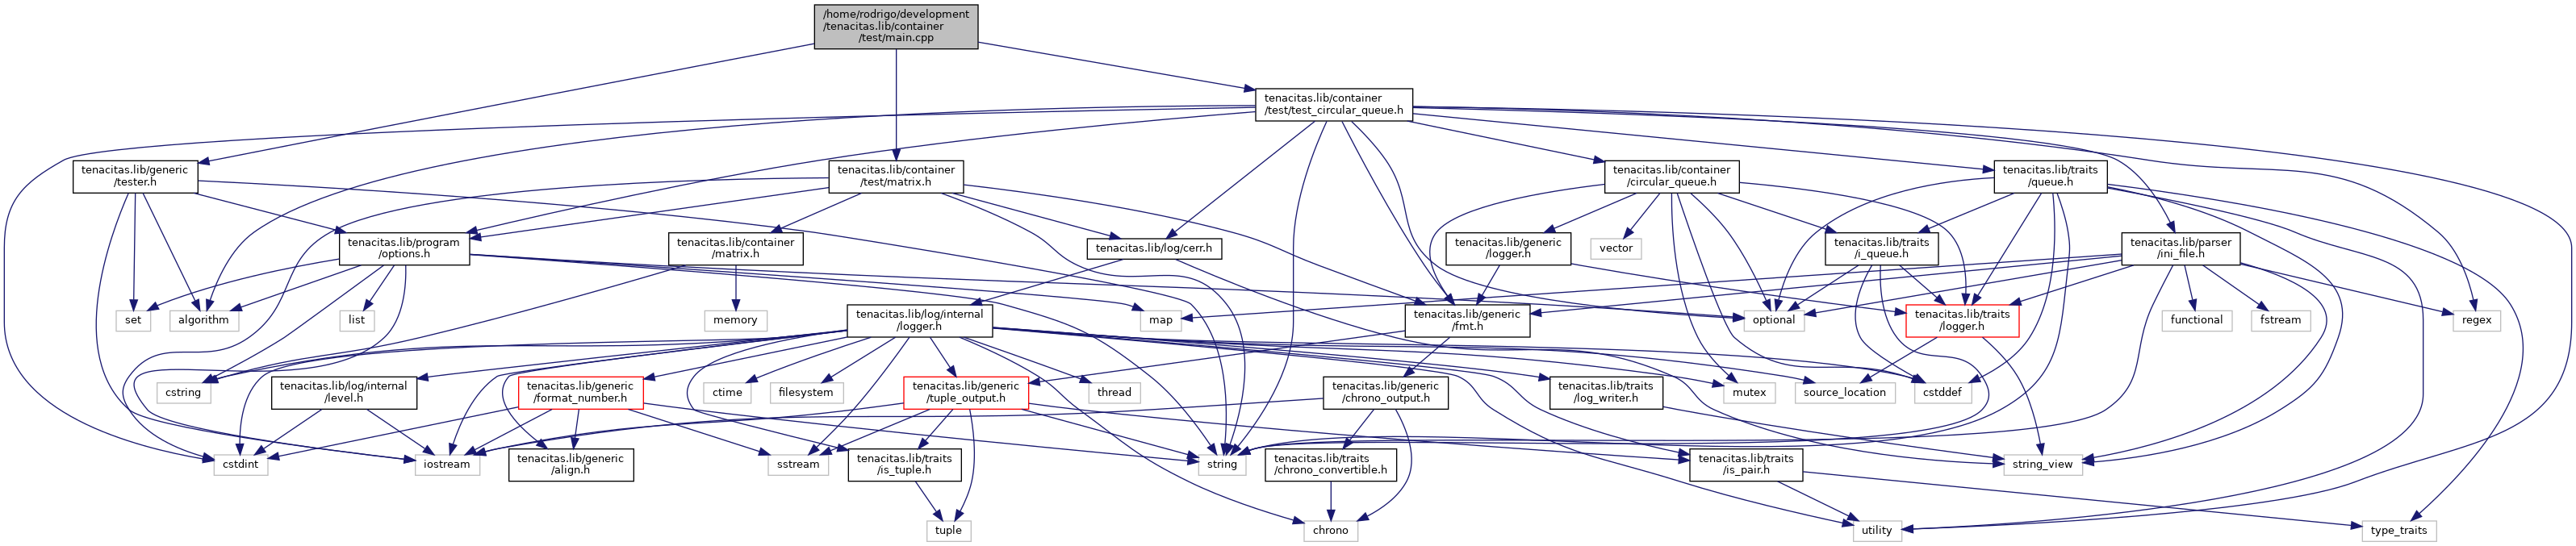 /home/rodrigo/development
/tenacitas.lib/container
/test/main.cpp
tenacitas.lib/container
/test/test_circular_queue.h
tenacitas.lib/generic
/tester.h
tenacitas.lib/container
/test/matrix.h
tenacitas.lib/container
/circular_queue.h
tenacitas.lib/traits
/queue.h
tenacitas.lib/program
/options.h
tenacitas.lib/container
/matrix.h
tenacitas.lib/log/cerr.h
tenacitas.lib/generic
/logger.h
vector
tenacitas.lib/traits
/i_queue.h
tenacitas.lib/parser
/ini_file.h
set
algorithm
list
memory
tenacitas.lib/log/internal
/logger.h
map
tenacitas.lib/generic
/fmt.h
optional
tenacitas.lib/traits
/logger.h
functional
fstream
regex
cstring
tenacitas.lib/log/internal
/level.h
tenacitas.lib/generic
/format_number.h
ctime
filesystem
tenacitas.lib/generic
/tuple_output.h
thread
tenacitas.lib/generic
/chrono_output.h
tenacitas.lib/traits
/log_writer.h
mutex
source_location
cstddef
cstdint
iostream
tenacitas.lib/generic
/align.h
sstream
tenacitas.lib/traits
/is_tuple.h
string
tenacitas.lib/traits
/chrono_convertible.h
tenacitas.lib/traits
/is_pair.h
string_view
tuple
chrono
utility
type_traits